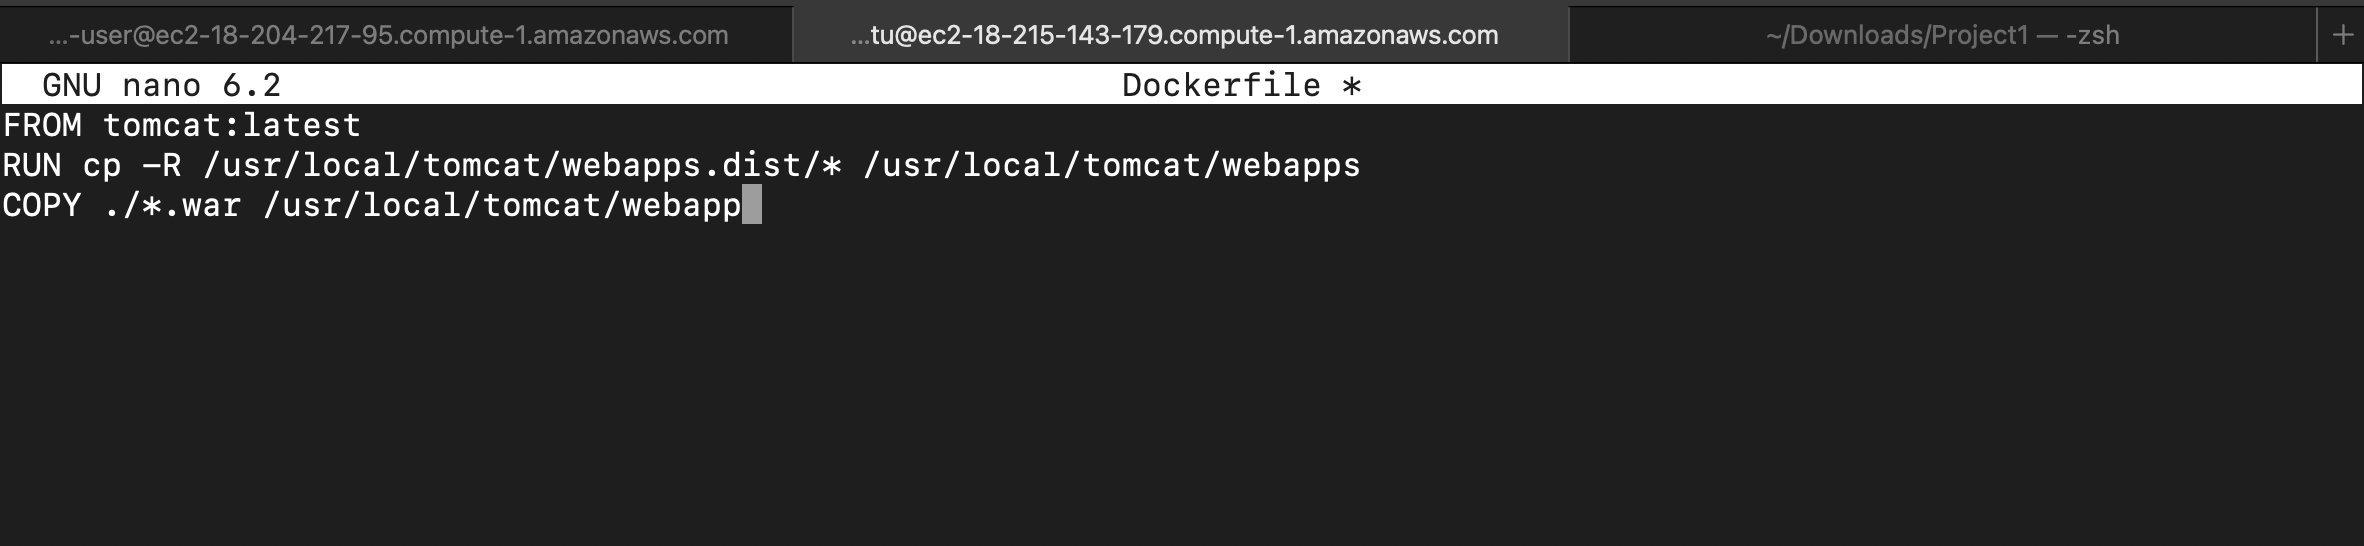 ...-user@ec2-18-204-217-95.compute-1.amazonaws.com ...tu@ec2-18-215-143-179.compute-1.amazonaws.com ~/Downloads/Project1 — -zsh +
GNU nano 6.2 Dockerfile *
FROM tomcat:latest
RUN cp -R /usr/local/tomcat/webapps.dist/* /usr/local/tomcat/webapps
COPY ./*.war /usr/local/tomcat/webapp